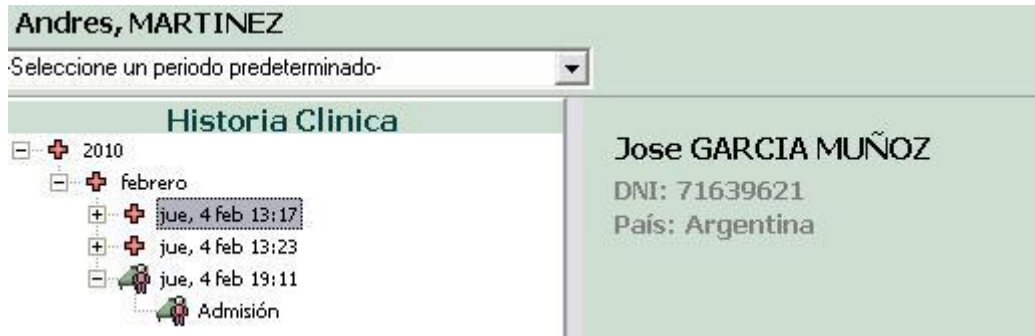 Andres, MARTINEZ
-Seleccione un periodo predeterminado-
Historia Clinica
2010
febrero
jue, 4 feb 13:17
jue, 4 feb 13:23
jue, 4 feb 19:11
Admisión
Jose GARCIA MUÑOZ
DNI: 71639621
País: Argentina